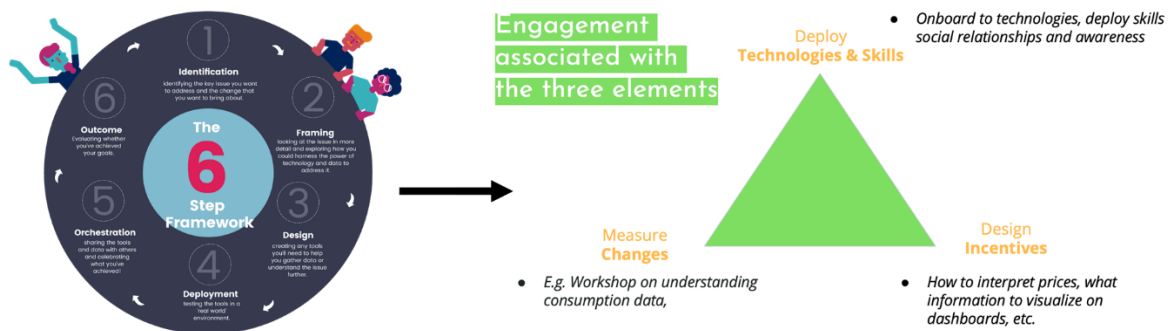 1
Identification
Identifying the key issue you want
to address and the change that
you want to bring about.
2
Framing
looking at the issue in more
detail and exploring how you
could harness the power of
technology and data to
address it.
3
Design
creating any tools
you'll need to help you
gather data or
understand the issue
further.
4
Deployment
testing the tools in a
'real world'
environment.
5
Orchestration
sharing the tools
and data with others
and celebrating
what you've
achieved!
6
Outcome
Evaluating whether
you've achieved
your goals.
The
6
Step
Framework
Engagement
associated with
the three elements
Deploy
Technologies & Skills
• Onboard to technologies, deploy skills
social relationships and awareness
Measure
Changes
• E.g. Workshop on understanding
consumption data,
Design
Incentives
• How to interpret prices, what
information to visualize on
dashboards, etc.